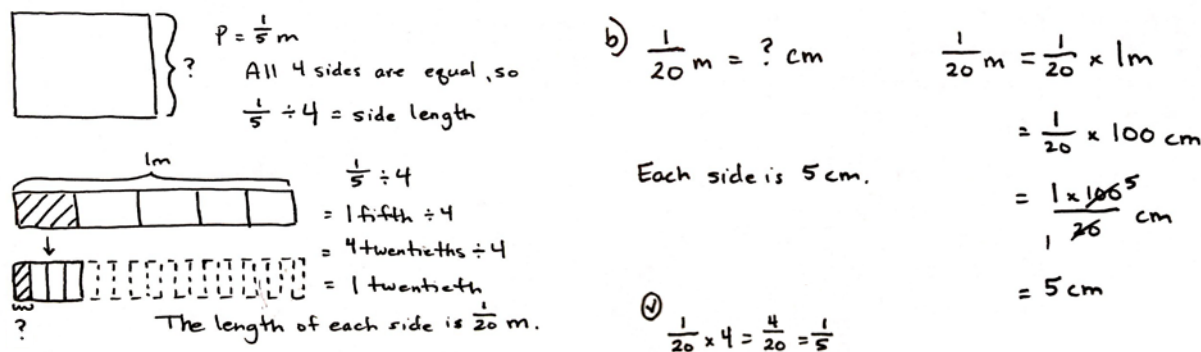 ?
P = 1/5 m
All 4 sides are equal, so
1/5 ÷ 4 = side length
1m
1/5 ÷ 4
= 1 fifth ÷ 4
= 4 twentieths ÷ 4
= 1 twentieth
?
The length of each side is 1/20 m.
b) 1/20 m = ? cm
Each side is 5 cm.
1/20 m = 1/20 × 1m
= 1/20 × 100 cm
= 1 × 100 5 / 20 1 cm
= 5 cm
✓
1/20 × 4 = 4/20 = 1/5